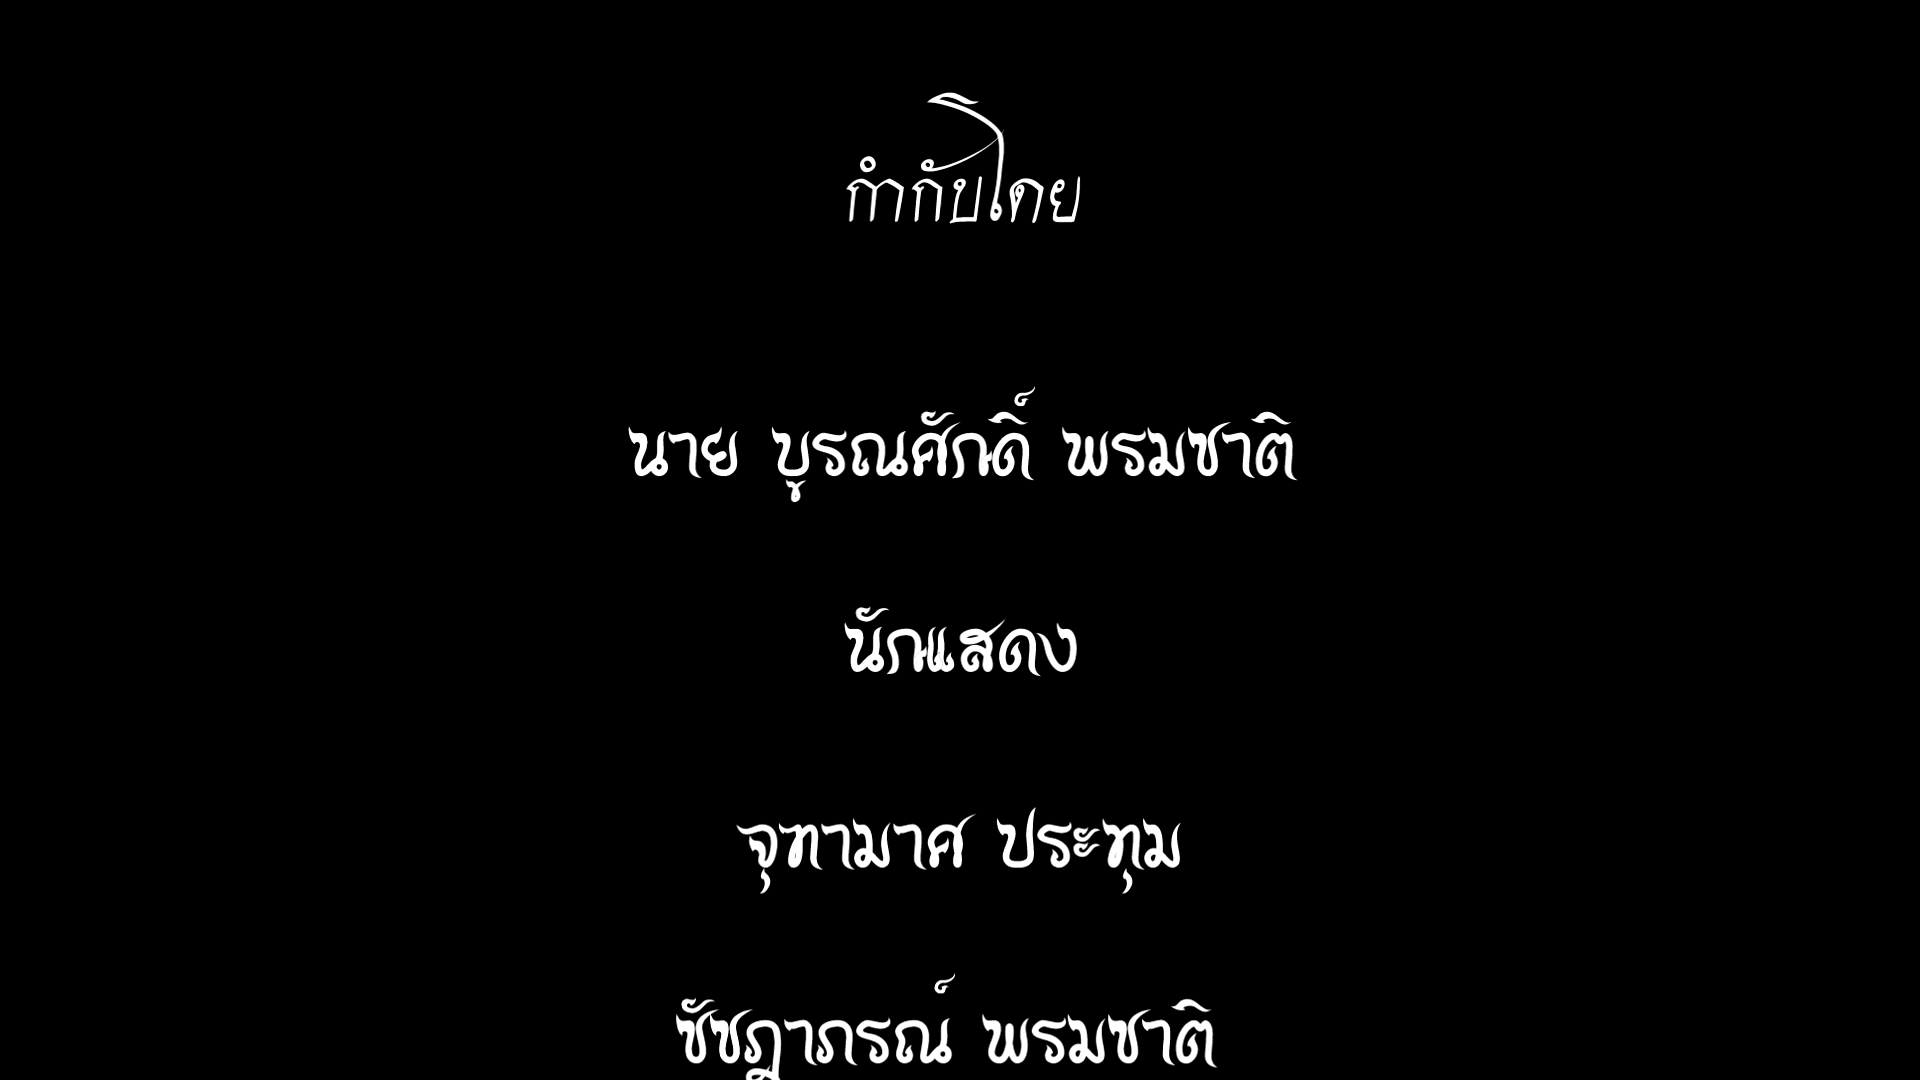 กำกับโดย
นาย บูรณศักดิ์ พรมชาติ
นักแสดง
จุฑามาศ ประทุม
ชัชฎาภรณ์ พรมชาติ